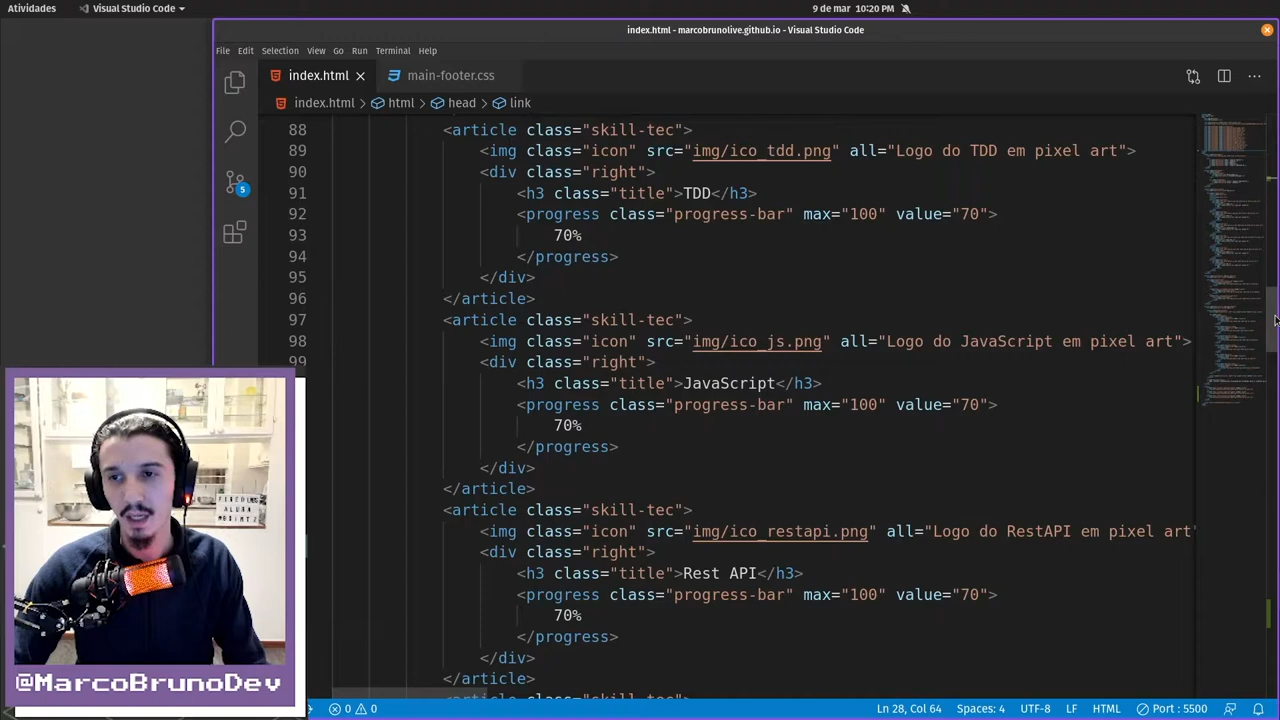 Atividades Visual Studio Code 9 de mar 10:20 PM
index.html - marcobrunolive.github.io - Visual Studio Code
File Edit Selection View Go Run Terminal Help
index.html main-footer.css
index.html html head link
88 <article class="skill-tec">
89 <img class="icon" src="img/ico_tdd.png" all="Logo do TDD em pixel art">
90 <div class="right">
91 <h3 class="title">TDD</h3>
92 <progress class="progress-bar" max="100" value="70">
93 70%
94 </progress>
95 </div>
96 </article>
97 <article class="skill-tec">
98 <img class="icon" src="img/ico_js.png" all="Logo do JavaScript em pixel art">
99 <div class="right">
<h3 class="title">JavaScript</h3>
<progress class="progress-bar" max="100" value="70">
70%
</progress>
</div>
</article>
<article class="skill-tec">
<img class="icon" src="img/ico_restapi.png" all="Logo do RestAPI em pixel art"
<div class="right">
<h3 class="title">Rest API</h3>
<progress class="progress-bar" max="100" value="70">
70%
</progress>
</div>
</article>
<article class="skill-tec">
5
@MarcoBrunoDev
0 0 Ln 28, Col 64 Spaces: 4 UTF-8 LF HTML Port : 5500